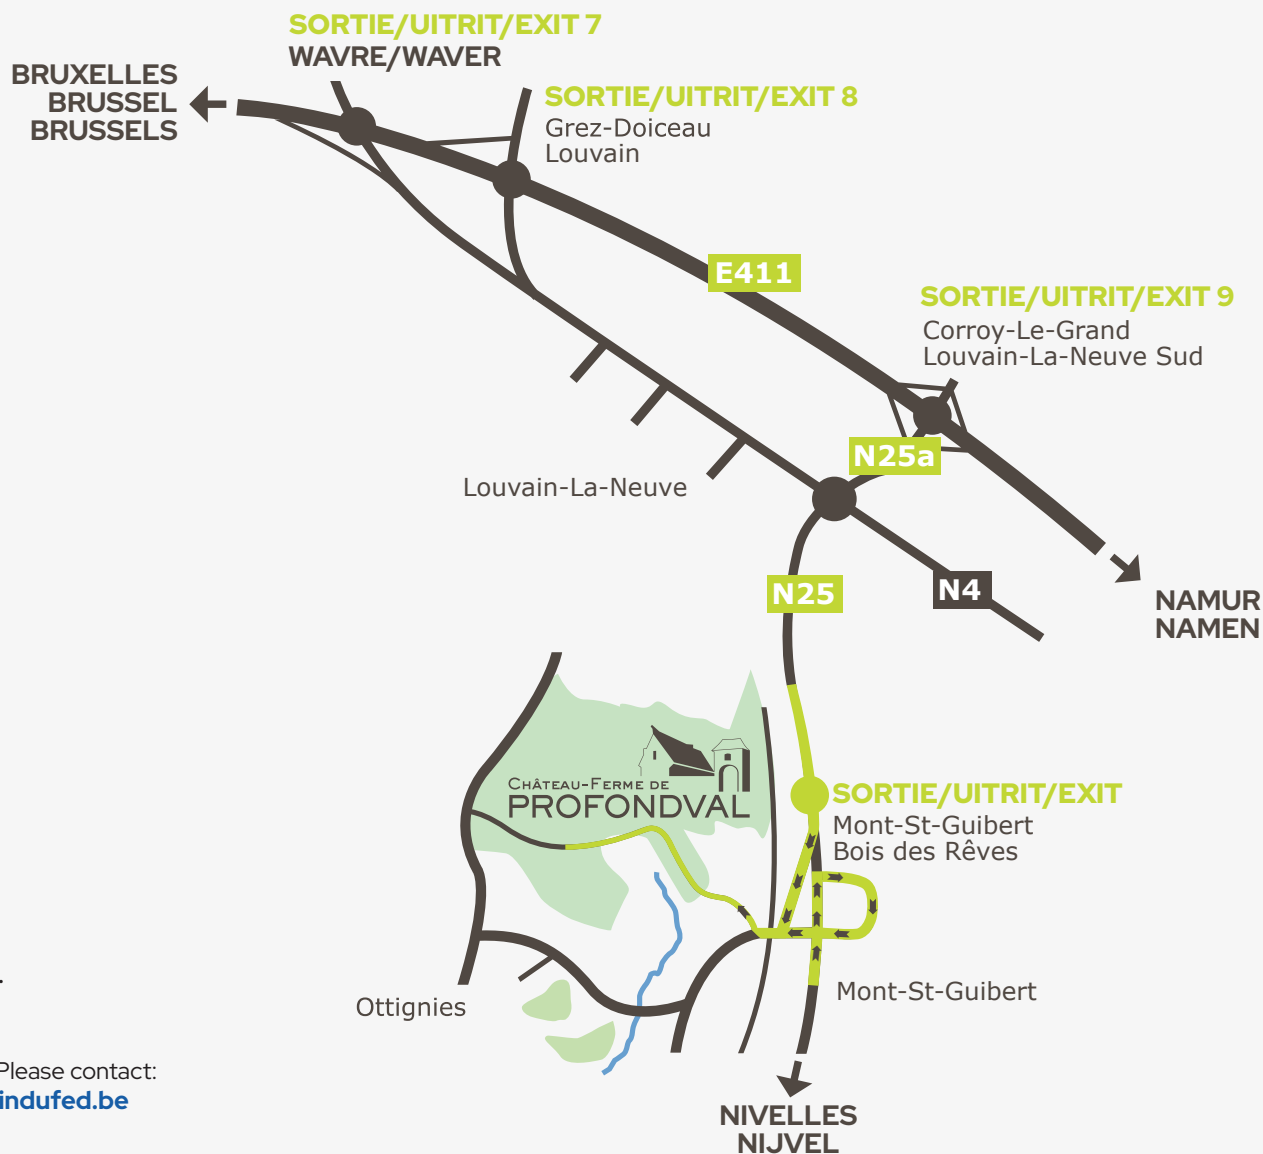 SORTIE/UITRIT/EXIT 7
WAVRE/WAVER
BRUXELLES
BRUSSEL
BRUSSELS
SORTIE/UITRIT/EXIT 8
Grez-Doiceau
Louvain
E411
SORTIE/UITRIT/EXIT 9
Corroy-Le-Grand
Louvain-La-Neuve Sud
N25a
Louvain-La-Neuve
N25
N4
NAMUR
NAMEN
CHÂTEAU-FERME DE
PROFONDVAL
SORTIE/UITRIT/EXIT
Mont-St-Guibert
Bois des Rêves
Mont-St-Guibert
Ottignies
.
Please contact:
indufed.be
NIVELLES
NIJVEL